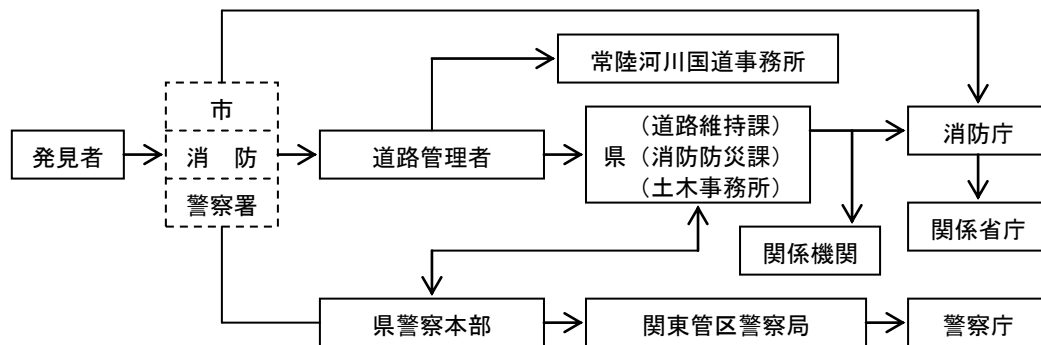 常陸河川国道事務所
市
消　防
警察署
発見者
道路管理者
県
（道路維持課）
（消防防災課）
（土木事務所）
消防庁
関係機関
関係省庁
県警察本部
関東管区警察局
警察庁